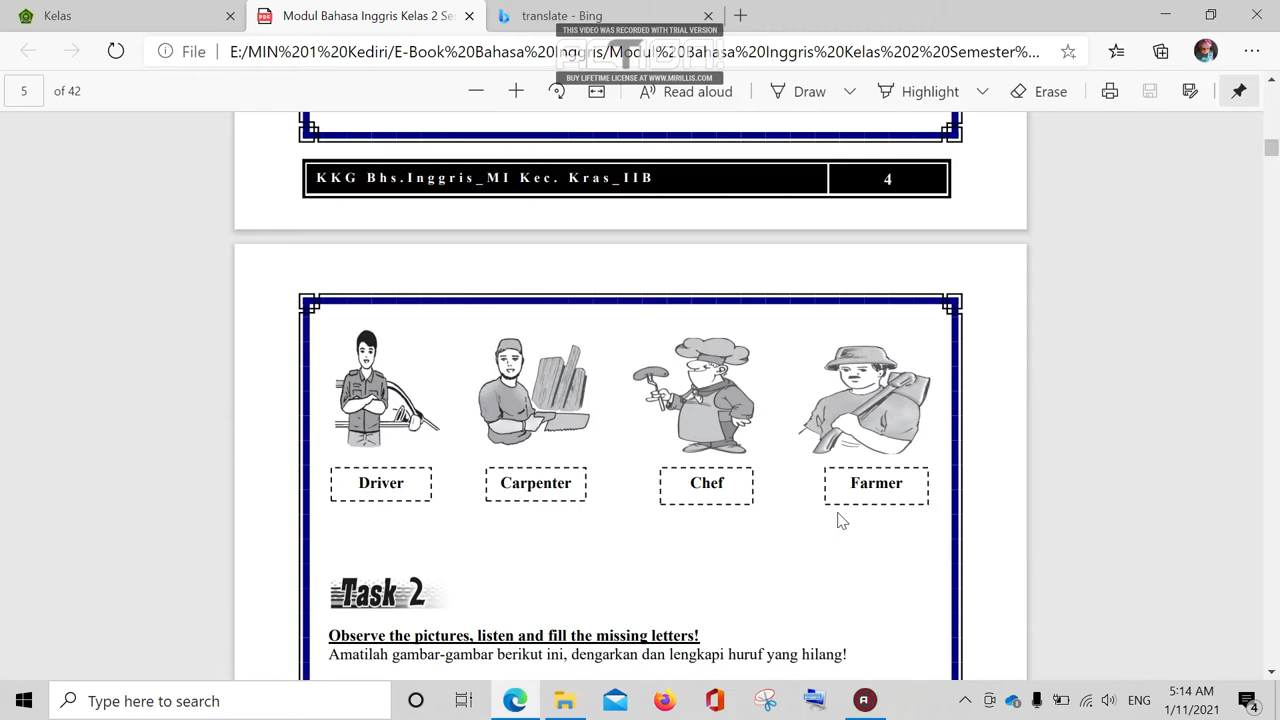 Kelas
Modul Bahasa Inggris Kelas 2 Se
translate - Bing
THIS VIDEO WAS RECORDED WITH TRIAL VERSION
BUY LIFETIME LICENSE AT WWW.MIRILLIS.COM
File
E:/MIN%201%20Kediri/E-Book%20Bahasa%20Inggris/Modul%20Bahasa%20Inggris%20Kelas%202%20Semester%...
5 of 42
Read aloud
Draw
Highlight
Erase
KKG Bhs.Inggris_MI Kec. Kras_IIB
4
Driver
Carpenter
Chef
Farmer
Task 2
Observe the pictures, listen and fill the missing letters!
Amatilah gambar-gambar berikut ini, dengarkan dan lengkapi huruf yang hilang!
Type here to search
ENG
5:14 AM
1/11/2021
4